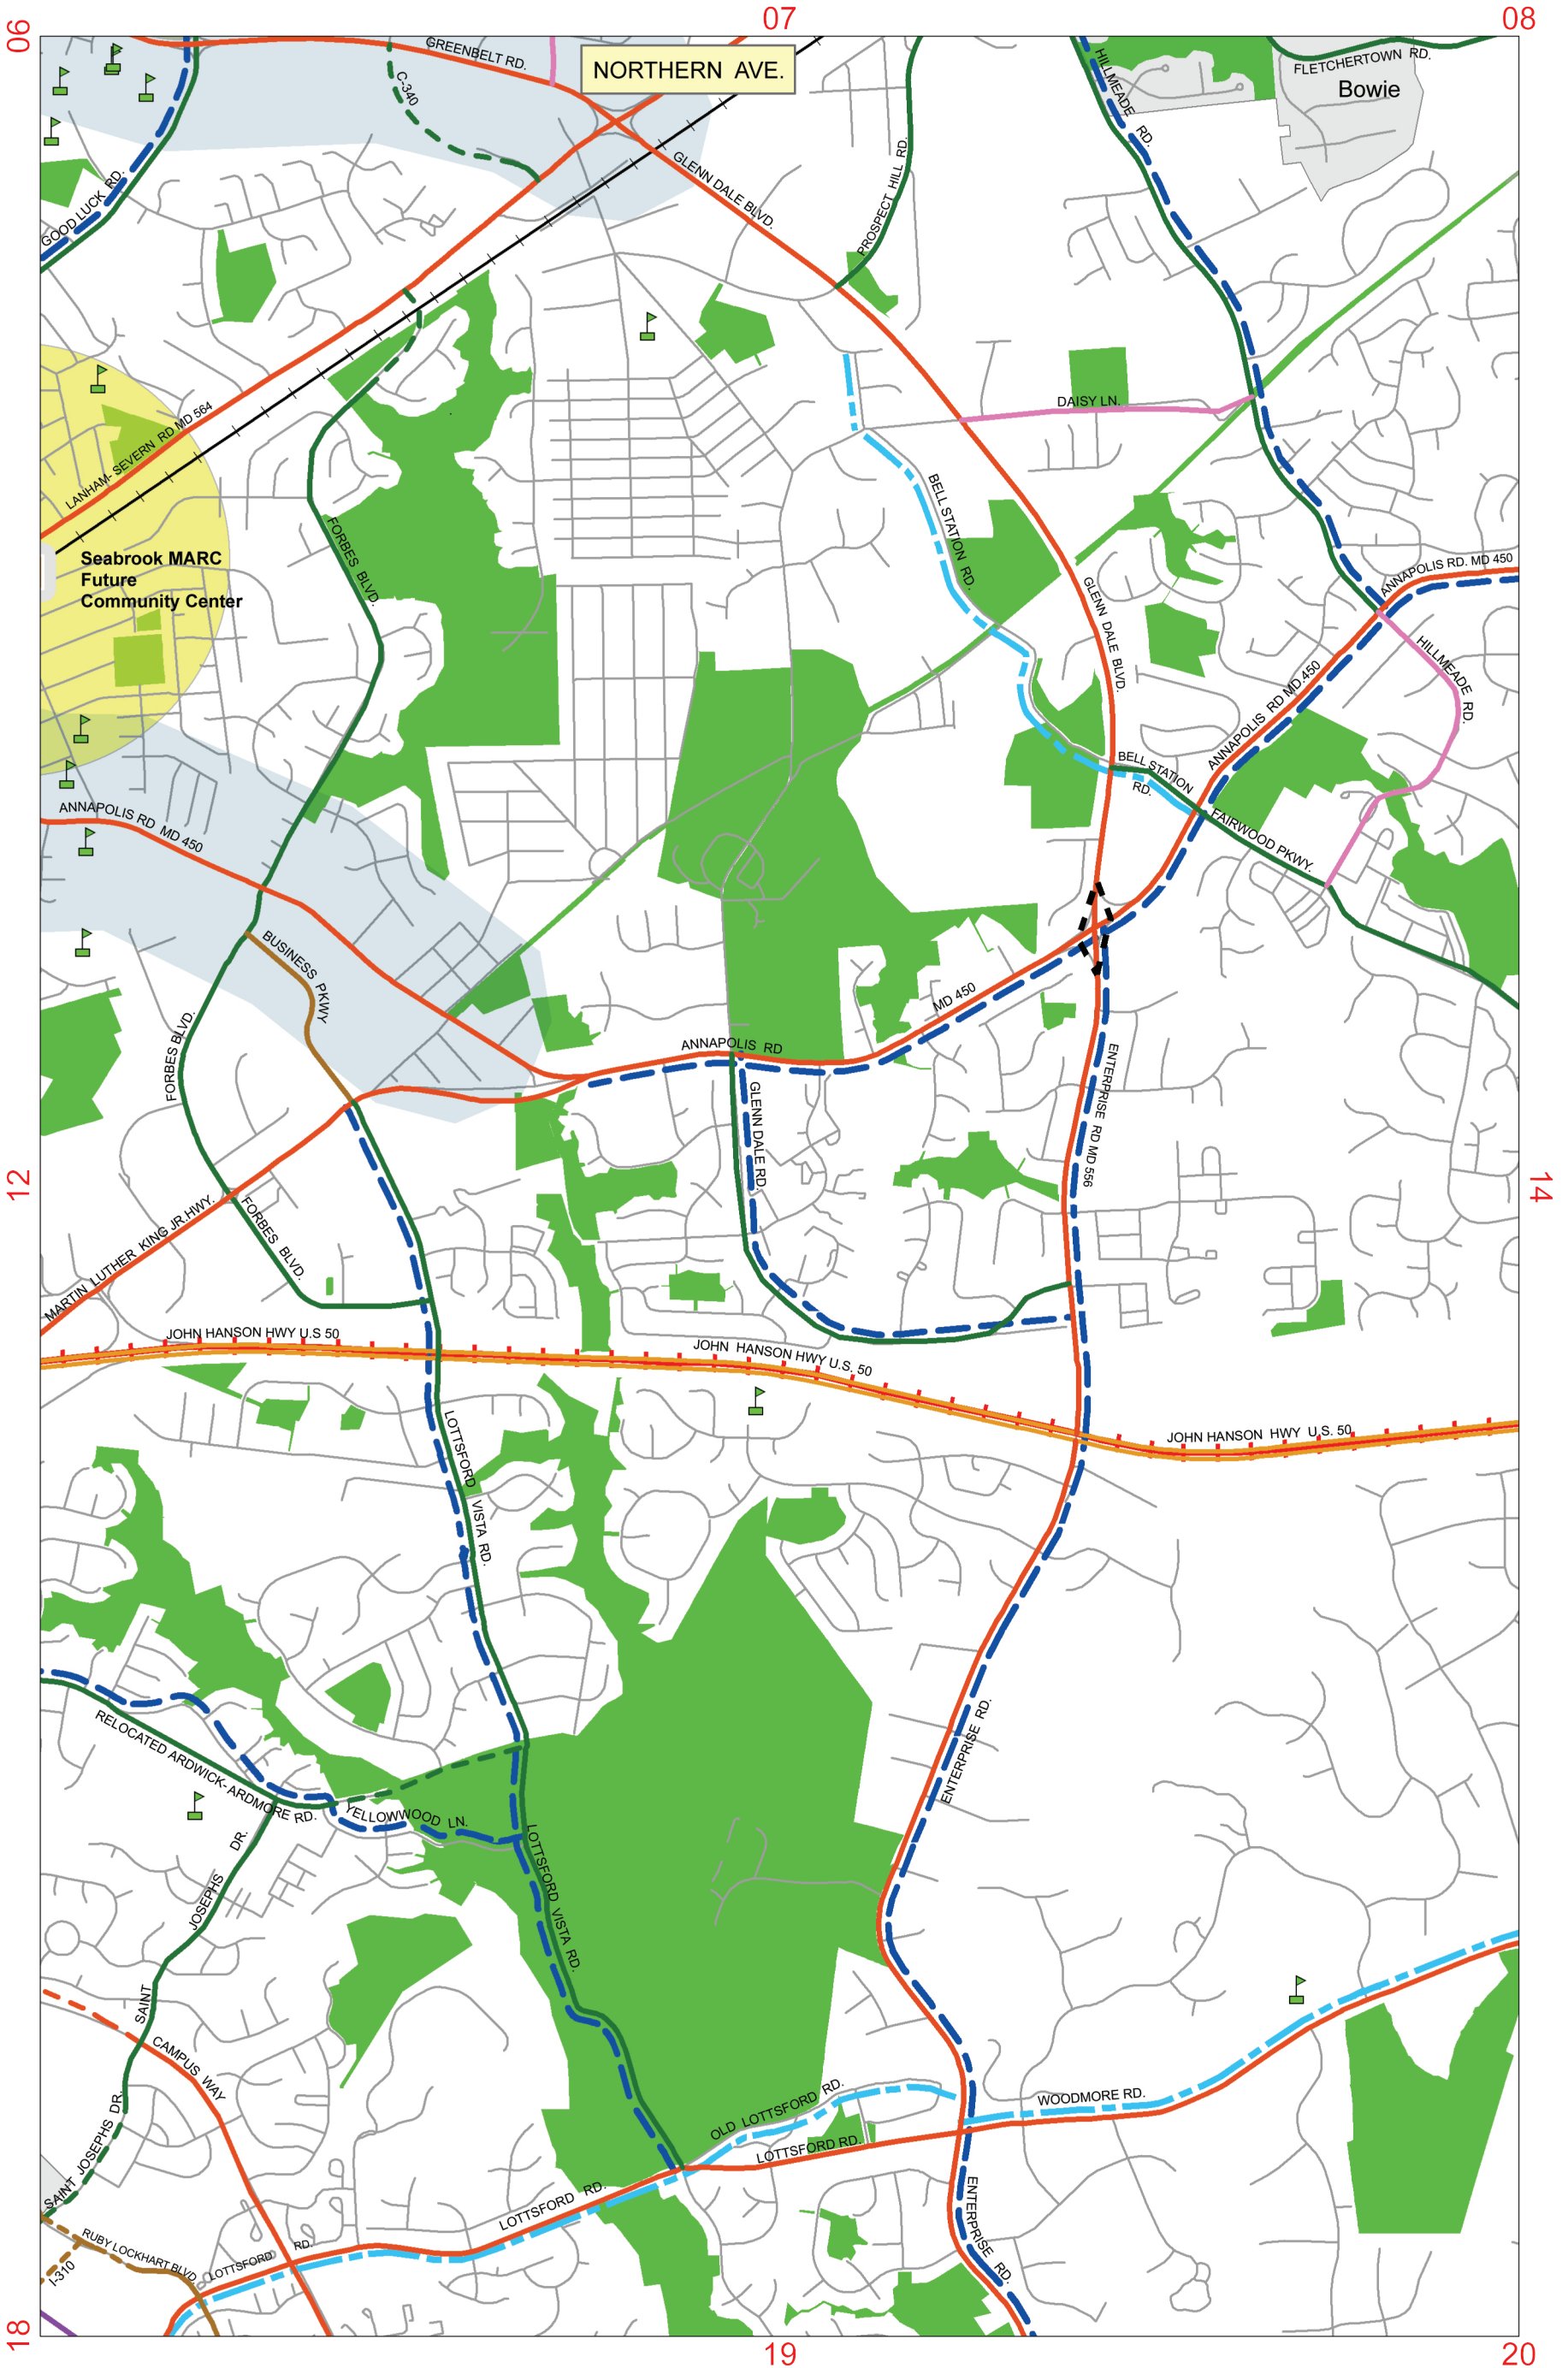 06
07
08
GREENBELT RD.
NORTHERN AVE.
HILLMEADE RD.
FLETCHERTOWN RD.
Bowie
C-340
GOOD LUCK RD.
GLENN DALE BLVD.
PROSPECT HILL RD.
DAISY LN.
LANHAM- SEVERN RD MD 564
BELL STATION RD.
FORBES BLVD.
Seabrook MARC
Future
Community Center
GLENN DALE BLVD.
ANNAPOLIS RD. MD 450
HILLMEADE RD.
ANNAPOLIS RD MD.450
BELL STATION
RD.
ANNAPOLIS RD MD 450
FAIRWOOD PKWY.
BUSINESS PKWY
MD 450
FORBES BLVD.
ANNAPOLIS RD
ENTERPRISE RD MD 556
GLENN DALE RD.
12
14
MARTIN LUTHER KING JR.HWY.
FORBES BLVD.
JOHN HANSON HWY U.S 50
JOHN HANSON HWY U.S. 50
JOHN HANSON HWY U.S. 50
LOTTSFORD VISTA RD.
RELOCATED ARDWICK- ARDMORE RD.
ENTERPRISE RD.
YELLOWWOOD LN.
LOTTSFORD VISTA RD.
SAINT JOSEPHS DR.
CAMPUS WAY
OLD LOTTSFORD RD.
WOODMORE RD.
LOTTSFORD RD.
SAINT JOSEPHS DR.
LOTTSFORD RD.
ENTERPRISE RD.
RUBY LOCKHART BLVD
LOTTSFORD RD.
I-310
18
19
20